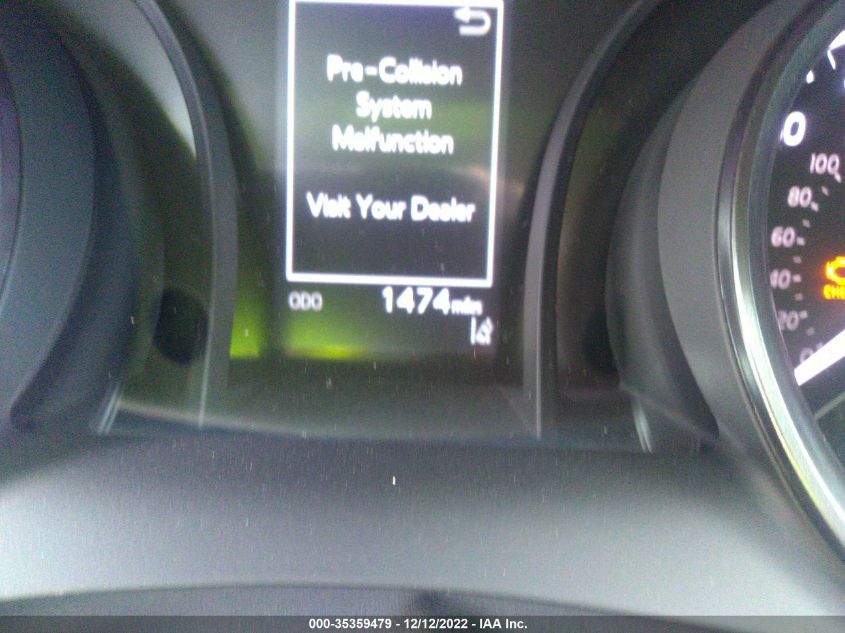 Pre-Collision
System
Malfunction
Visit Your Dealer
ODO 1474 miles
100
80
60
40
20
0
000-35359479 - 12/12/2022 - IAA Inc.